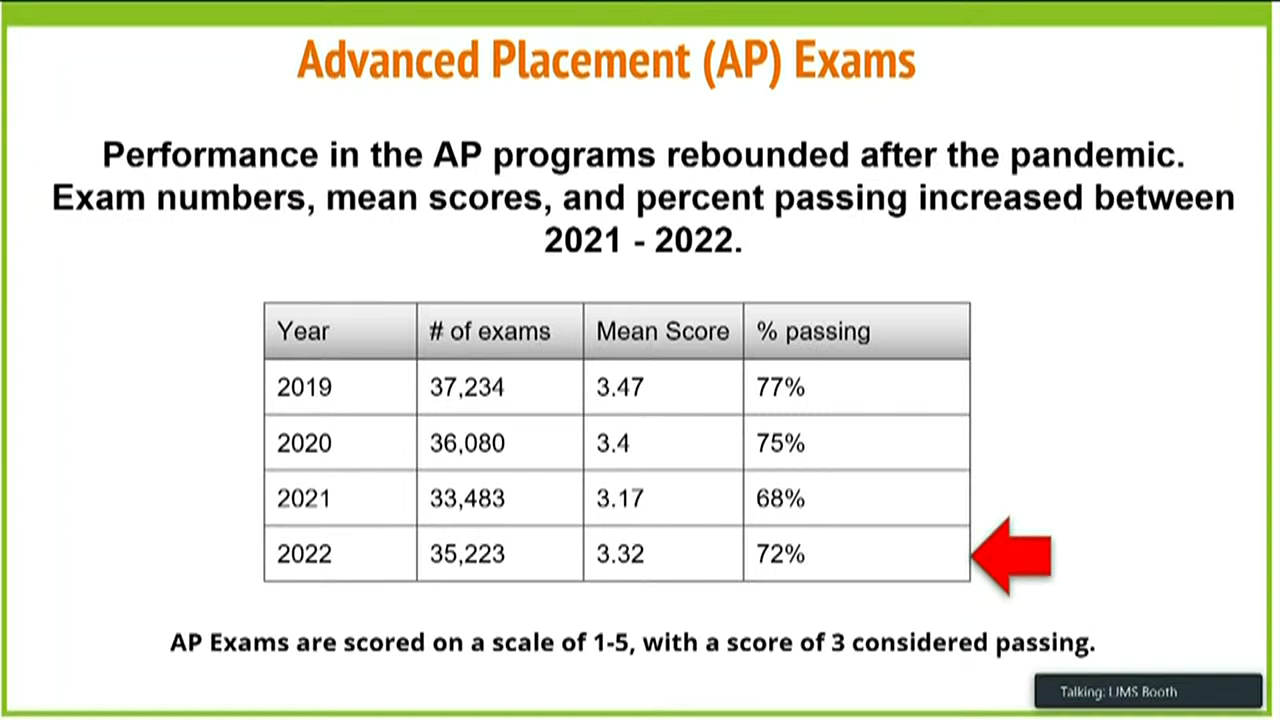 Advanced Placement (AP) Exams
Performance in the AP programs rebounded after the pandemic.
Exam numbers, mean scores, and percent passing increased between
2021 - 2022.
Year # of exams Mean Score % passing
2019 37,234 3.47 77%
2020 36,080 3.4 75%
2021 33,483 3.17 68%
2022 35,223 3.32 72%
AP Exams are scored on a scale of 1-5, with a score of 3 considered passing.
Talking: IJMS Booth